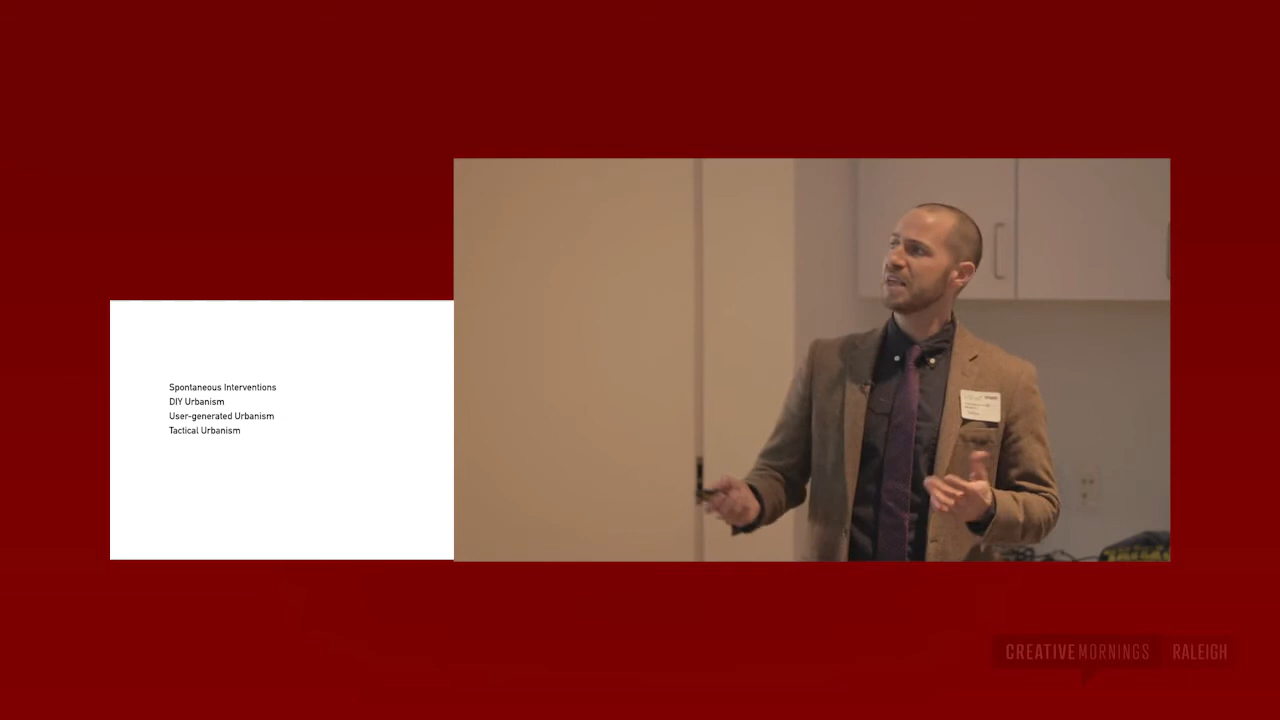 Spontaneous Interventions
DIY Urbanism
User-generated Urbanism
Tactical Urbanism
CREATIVEMORNINGS RALEIGH